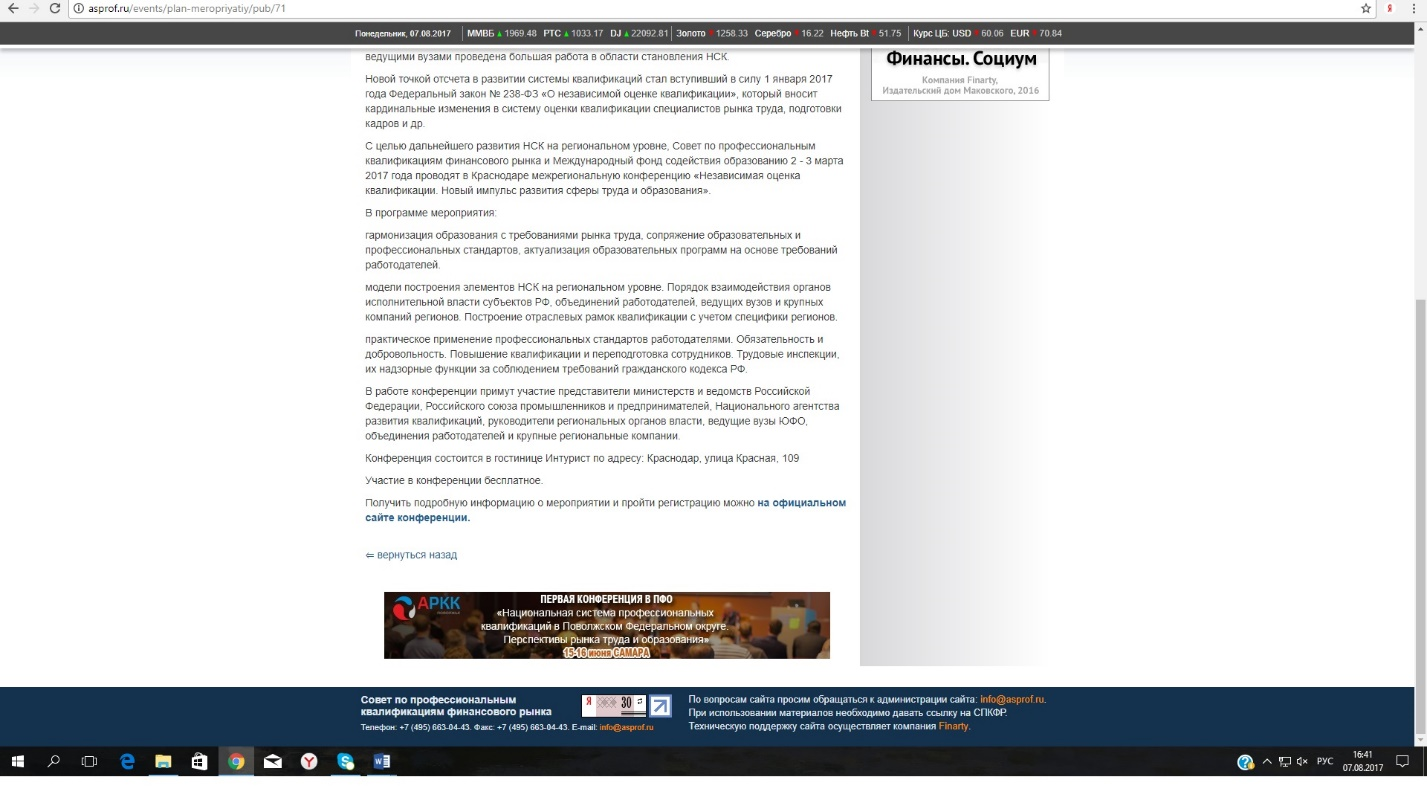 asprof.ru/events/plan-meropriyatiy/pub/71
Понедельник, 07.08.2017 ММВБ ▲ 1969.48 РТС ▲ 1033.17 DJ ▲ 22092.81 Золото ▼ 1258.33 Серебро ▼ 16.22 Нефть Bt ▼ 51.75 Курс ЦБ: USD ▼ 60.06 EUR ▼ 70.84
ведущими вузами проведена большая работа в области становления НСК.
Новой точкой отсчета в развитии системы квалификаций стал вступивший в силу 1 января 2017
года Федеральный закон № 238-ФЗ «О независимой оценке квалификации», который вносит
кардинальные изменения в систему оценки квалификации специалистов рынка труда, подготовки
кадров и др.
С целью дальнейшего развития НСК на региональном уровне, Совет по профессиональным
квалификациям финансового рынка и Международный фонд содействия образованию 2 - 3 марта
2017 года проводят в Краснодаре межрегиональную конференцию «Независимая оценка
квалификации. Новый импульс развития сферы труда и образования».
В программе мероприятия:
гармонизация образования с требованиями рынка труда, сопряжение образовательных и
профессиональных стандартов, актуализация образовательных программ на основе требований
работодателей.
модели построения элементов НСК на региональном уровне. Порядок взаимодействия органов
исполнительной власти субъектов РФ, объединений работодателей, ведущих вузов и крупных
компаний регионов. Построение отраслевых рамок квалификации с учетом специфики регионов.
практическое применение профессиональных стандартов работодателями. Обязательность и
добровольность. Повышение квалификации и переподготовка сотрудников. Трудовые инспекции,
их надзорные функции за соблюдением требований гражданского кодекса РФ.
В работе конференции примут участие представители министерств и ведомств Российской
Федерации, Российского союза промышленников и предпринимателей, Национального агентства
развития квалификаций, руководители региональных органов власти, ведущие вузы ЮФО,
объединения работодателей и крупные региональные компании.
Конференция состоится в гостинице Интурист по адресу: Краснодар, улица Красная, 109
Участие в конференции бесплатное.
Получить подробную информацию о мероприятии и пройти регистрацию можно на официальном
сайте конференции.
⇐ вернуться назад
Финансы. Социум
Компания Finarty,
Издательский дом Маковского, 2016
АРКК
ПЕРВАЯ КОНФЕРЕНЦИЯ В ПФО
«Национальная система профессиональных
квалификаций в Поволжском Федеральном округе.
Перспективы рынка труда и образования»
15-16 июня САМАРА
Совет по профессиональным
квалификациям финансового рынка
Телефон: +7 (495) 663-04-43. Факс: +7 (495) 663-04-43. E-mail: info@asprof.ru
Я 30
По вопросам сайта просим обращаться к администрации сайта: info@asprof.ru.
При использовании материалов необходимо давать ссылку на СПКФР.
Техническую поддержку сайта осуществляет компания Finarty.
РУС
16:41
07.08.2017